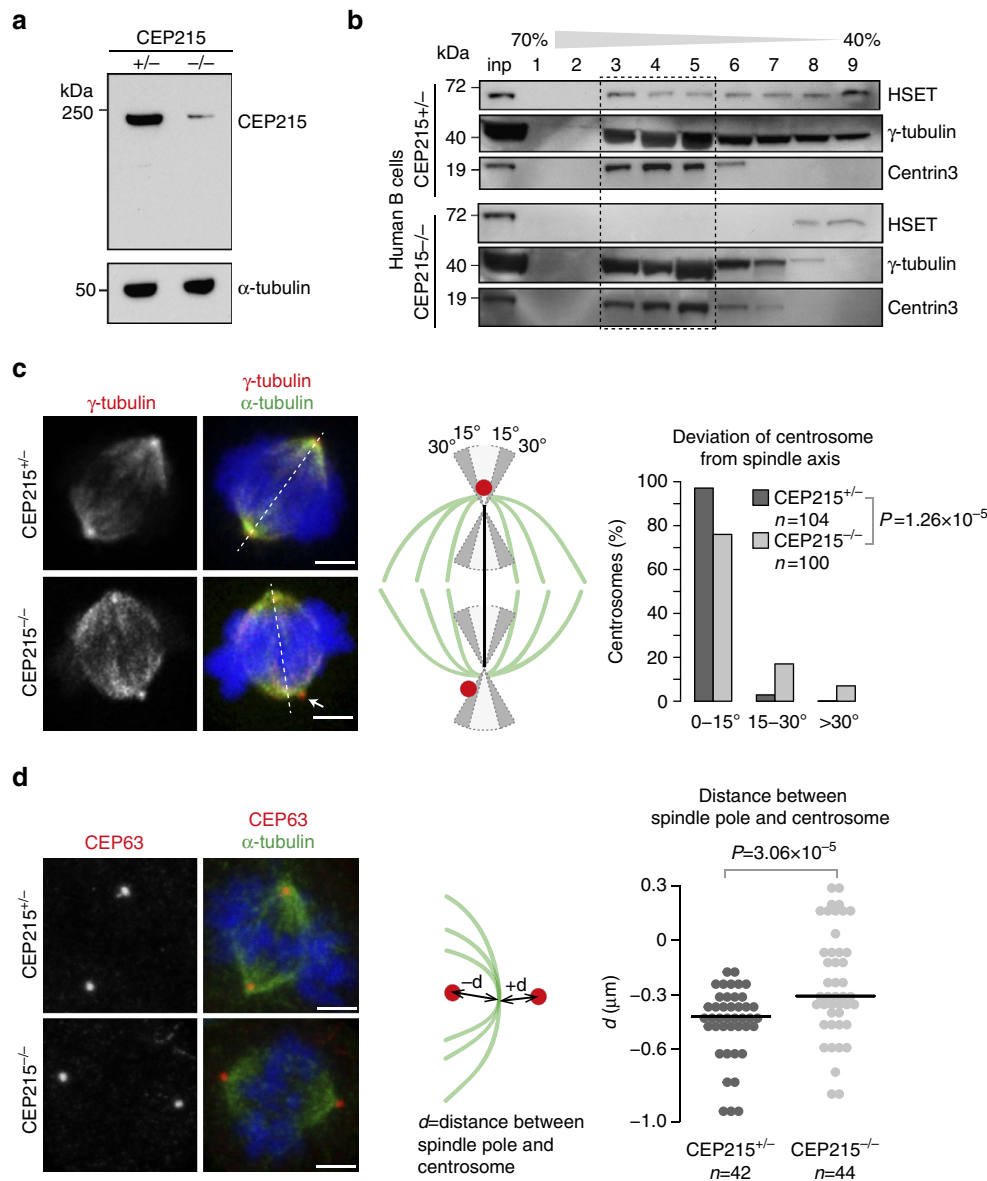 a
CEP215
+/– –/–
kDa
250
CEP215
50
α-tubulin
b
70% 40%
kDa
inp 1 2 3 4 5 6 7 8 9
Human B cells
CEP215+/–
72 HSET
40 γ-tubulin
19 Centrin3
CEP215–/–
72 HSET
40 γ-tubulin
19 Centrin3
c
γ-tubulin
γ-tubulin
α-tubulin
CEP215+/–
CEP215–/–
30° 15° 15° 30°
Deviation of centrosome
from spindle axis
Centrosomes (%)
100
80
60
40
20
0
CEP215+/–
n=104
CEP215–/–
n=100
P=1.26×10–5
0–15° 15–30° >30°
d
CEP63
CEP63
α-tubulin
CEP215+/–
CEP215–/–
–d +d
d=distance between
spindle pole and
centrosome
Distance between
spindle pole and centrosome
P=3.06×10–5
d (μm)
0.3
0
–0.3
–0.6
–1.0
CEP215+/– CEP215–/–
n=42 n=44